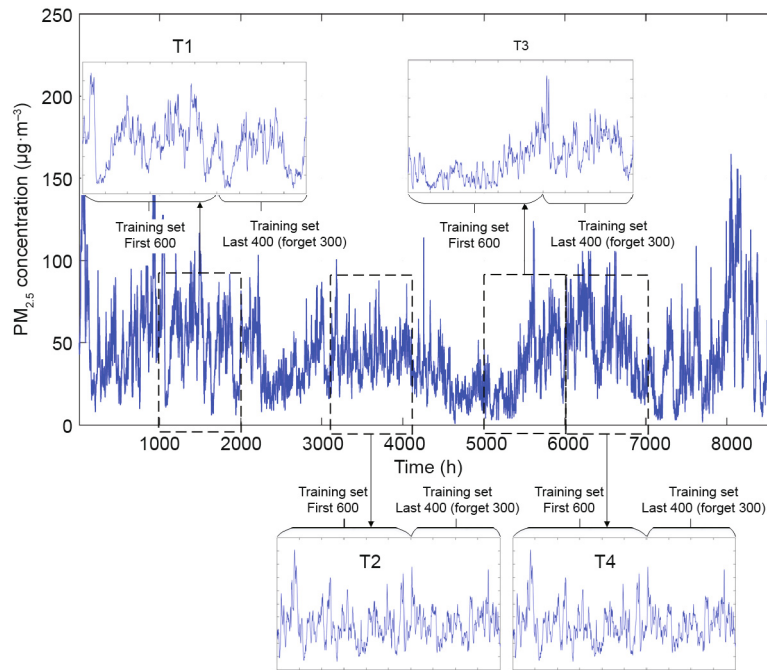 250
200
150
100
50
0
PM2.5 concentration (µg·m−3)
T1
T3
Training set
First 600
Training set
Last 400 (forget 300)
Training set
First 600
Training set
Last 400 (forget 300)
1000 2000 3000 4000 5000 6000 7000 8000
Time (h)
Training set
First 600
Training set
Last 400 (forget 300)
Training set
First 600
Training set
Last 400 (forget 300)
T2
T4